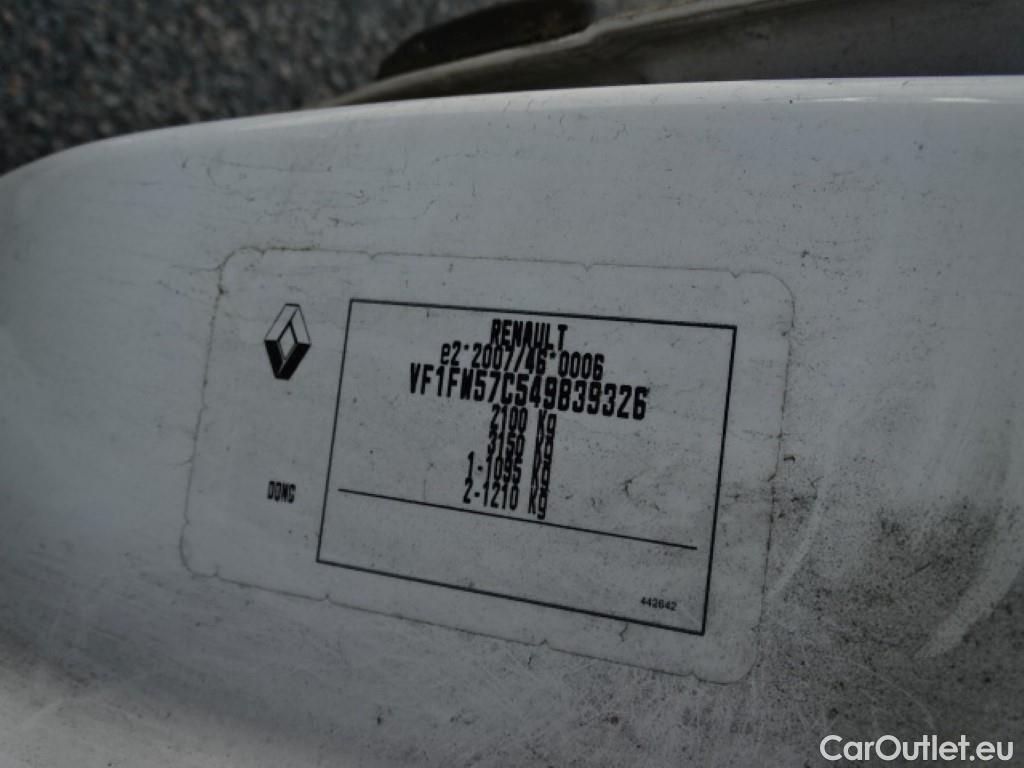 RENAULT
e2*2007/46*0006
VF1FW57C549839326
2100 Kg
3150 Kg
1-1095 Kg
2-1210 Kg
DONG
442642
CarOutlet.eu